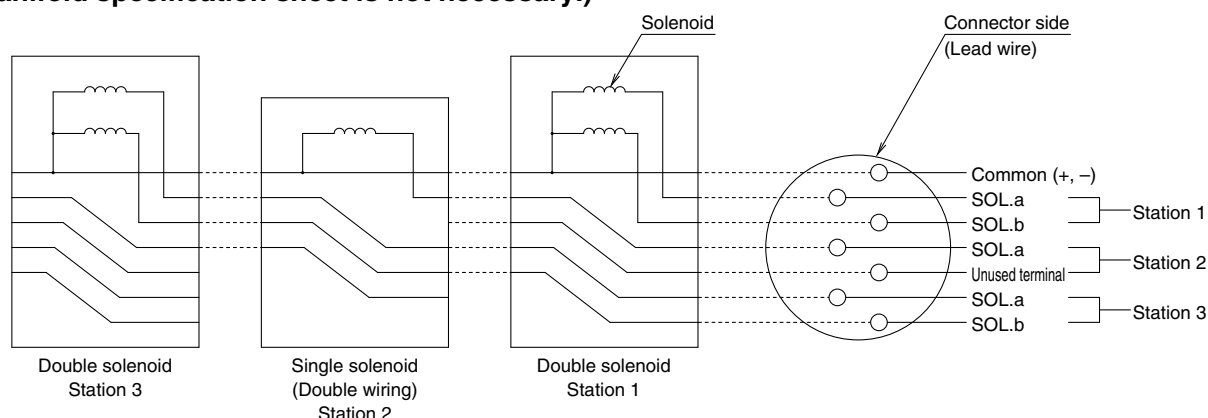 anifold specification sheet is not necessary.)
Solenoid
Connector side
(Lead wire)
Common (+, –)
SOL.a
SOL.b
Station 1
SOL.a
Unused terminal
Station 2
SOL.a
SOL.b
Station 3
Double solenoid
Station 3
Single solenoid
(Double wiring)
Station 2
Double solenoid
Station 1